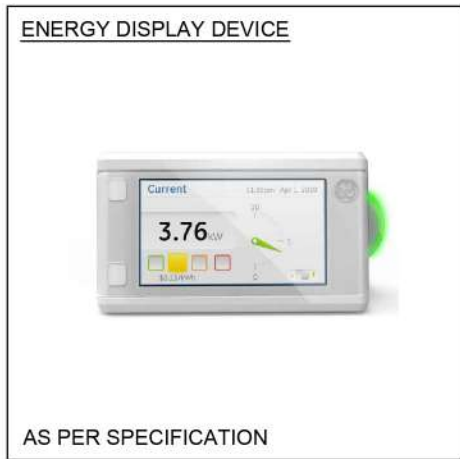 ENERGY DISPLAY DEVICE
Current
3.76 kW
AS PER SPECIFICATION